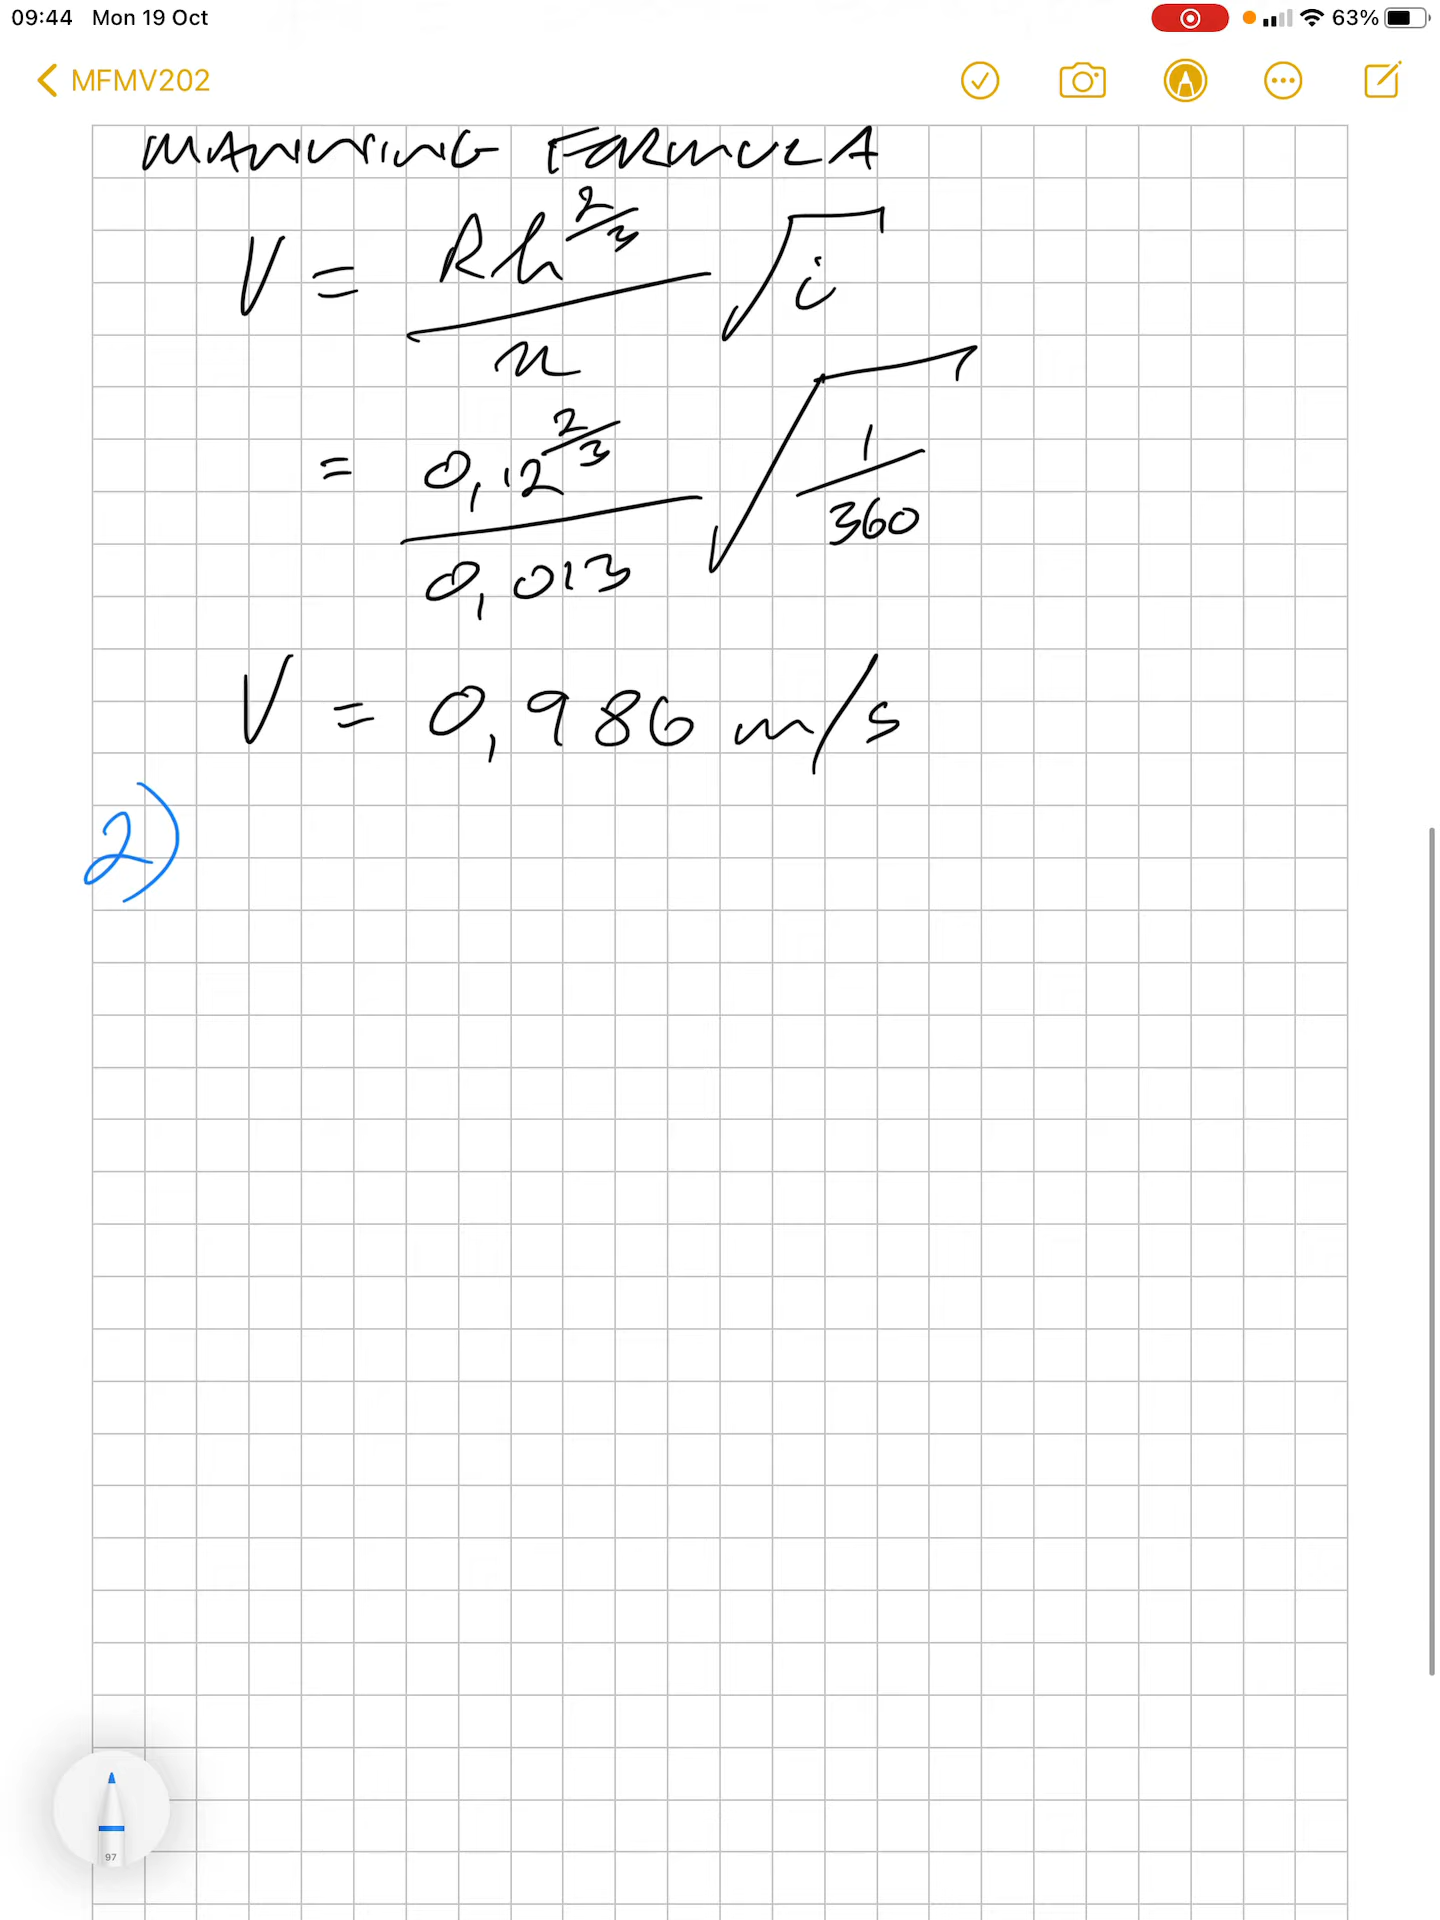 09:44 Mon 19 Oct 63%
MFMV202
MANNING FORMULA
V = Rh^2/3 / n √i
= 0,12^2/3 / 0,013 √1/360
V = 0,986 m/s
2)
97